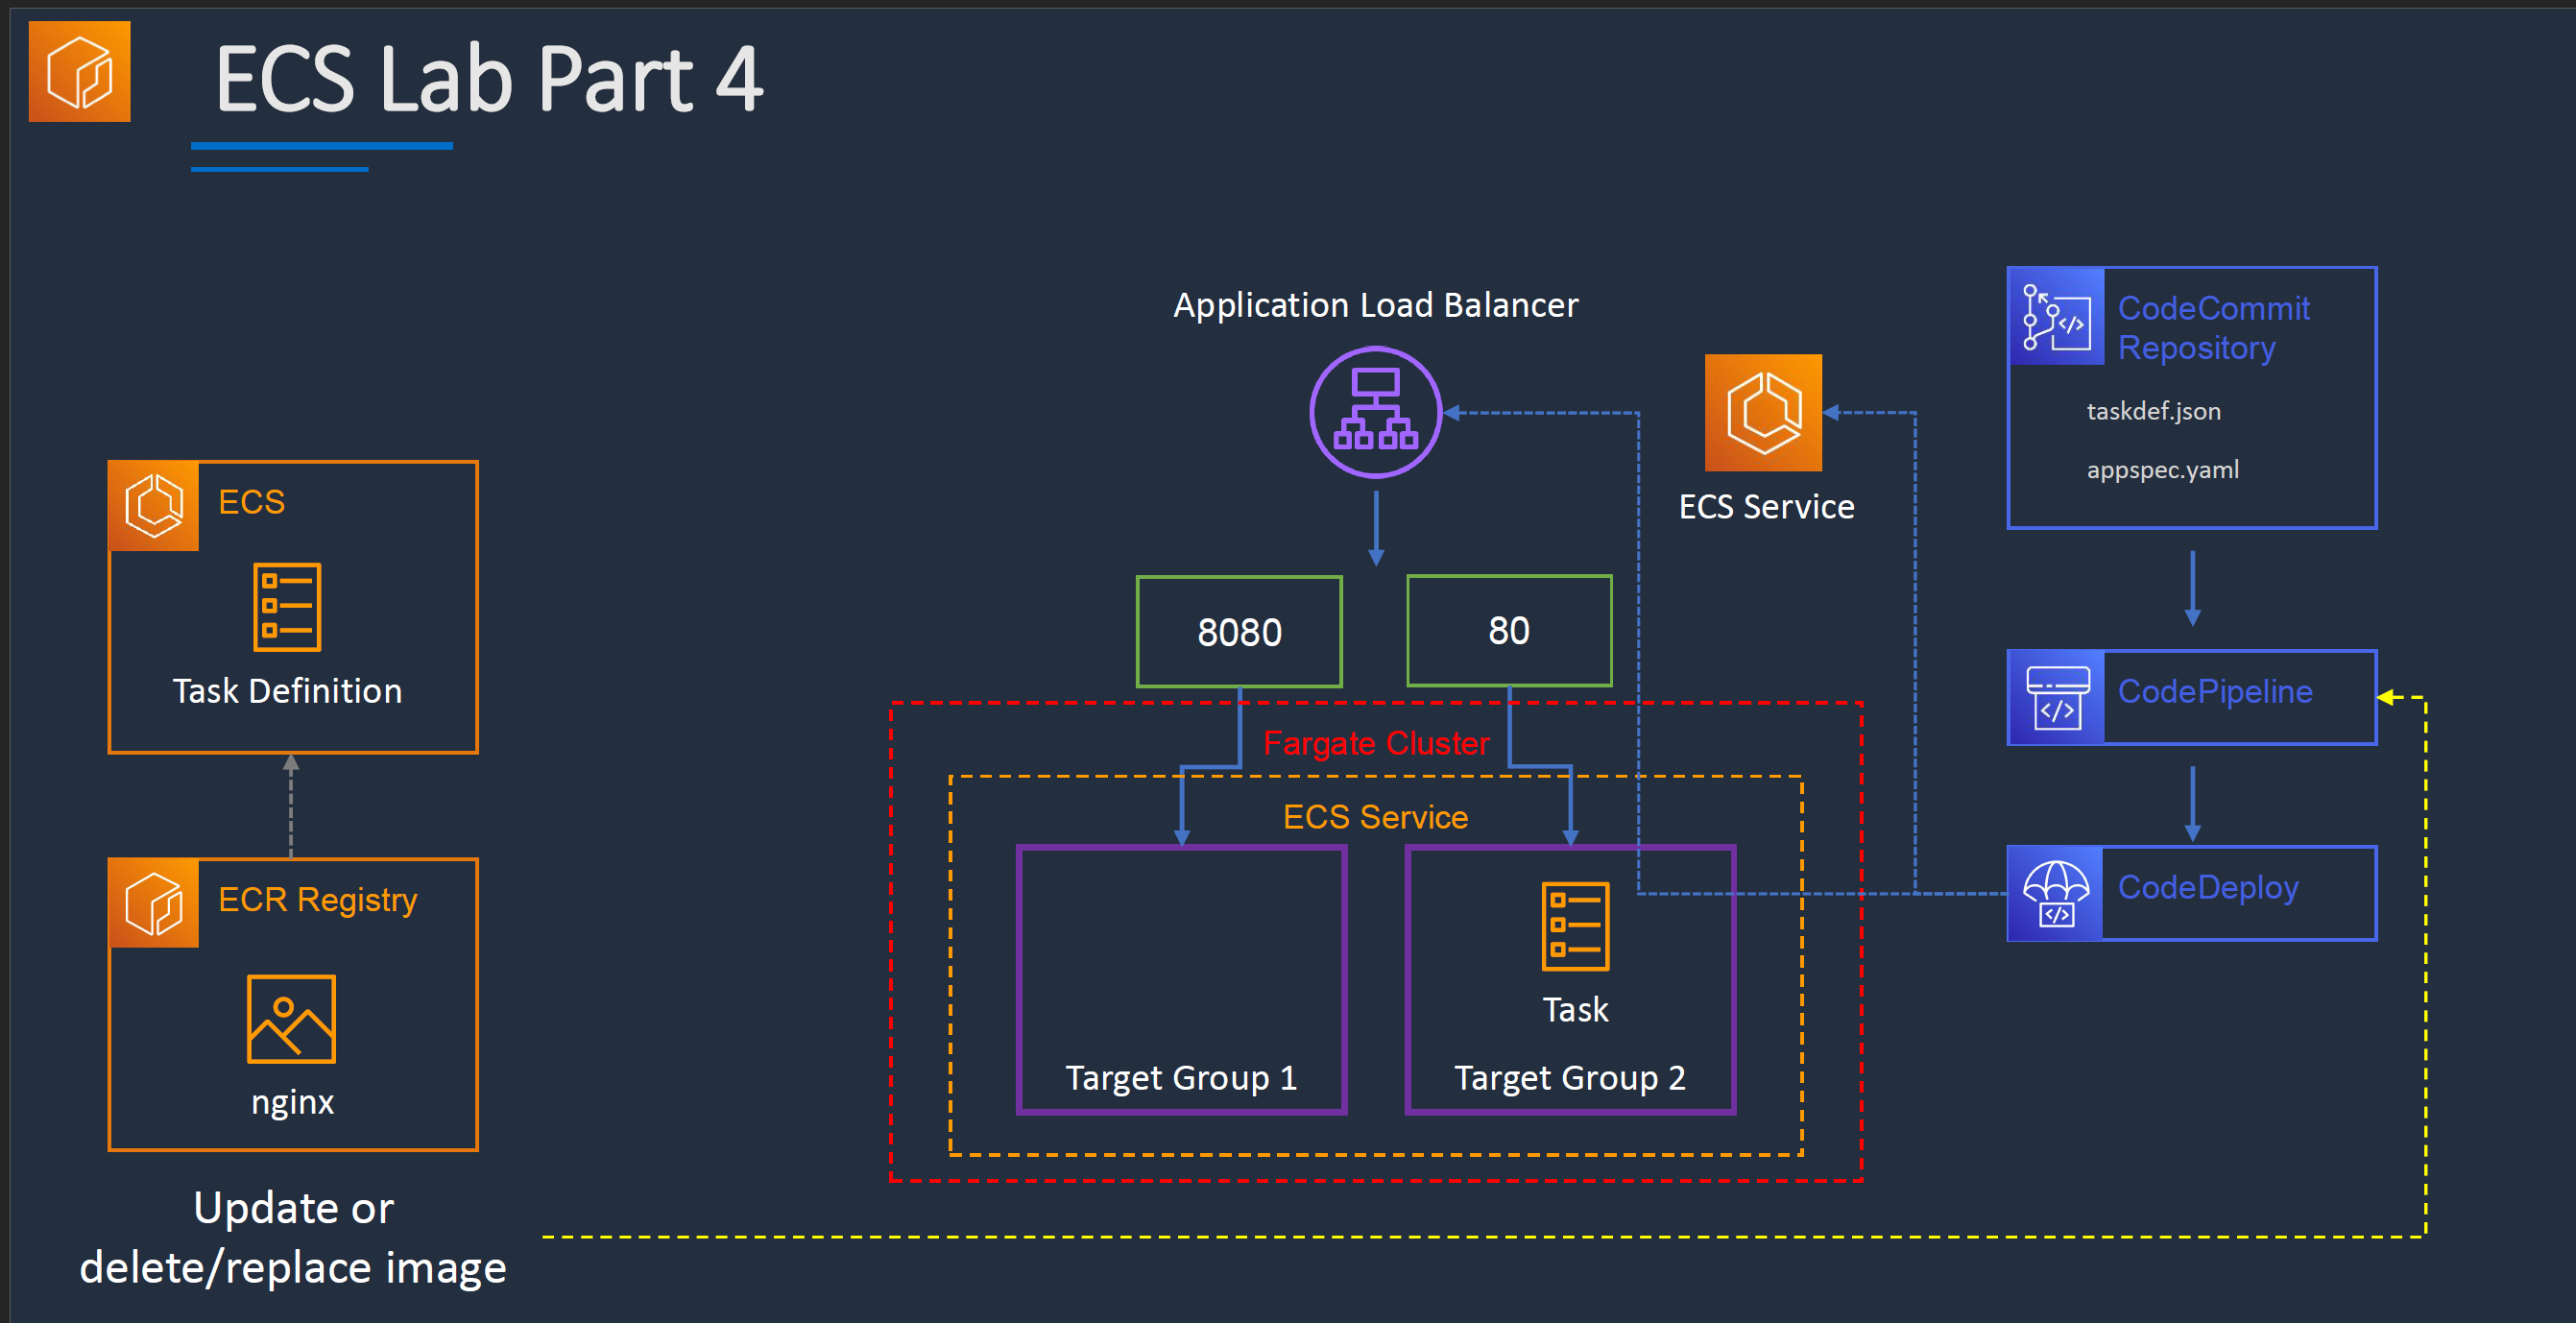 ECS Lab Part 4
ECS
Task Definition
ECR Registry
nginx
Update or
delete/replace image
Application Load Balancer
8080
80
Fargate Cluster
ECS Service
Target Group 1
Task
Target Group 2
ECS Service
CodeCommit
Repository
taskdef.json
appspec.yaml
CodePipeline
CodeDeploy